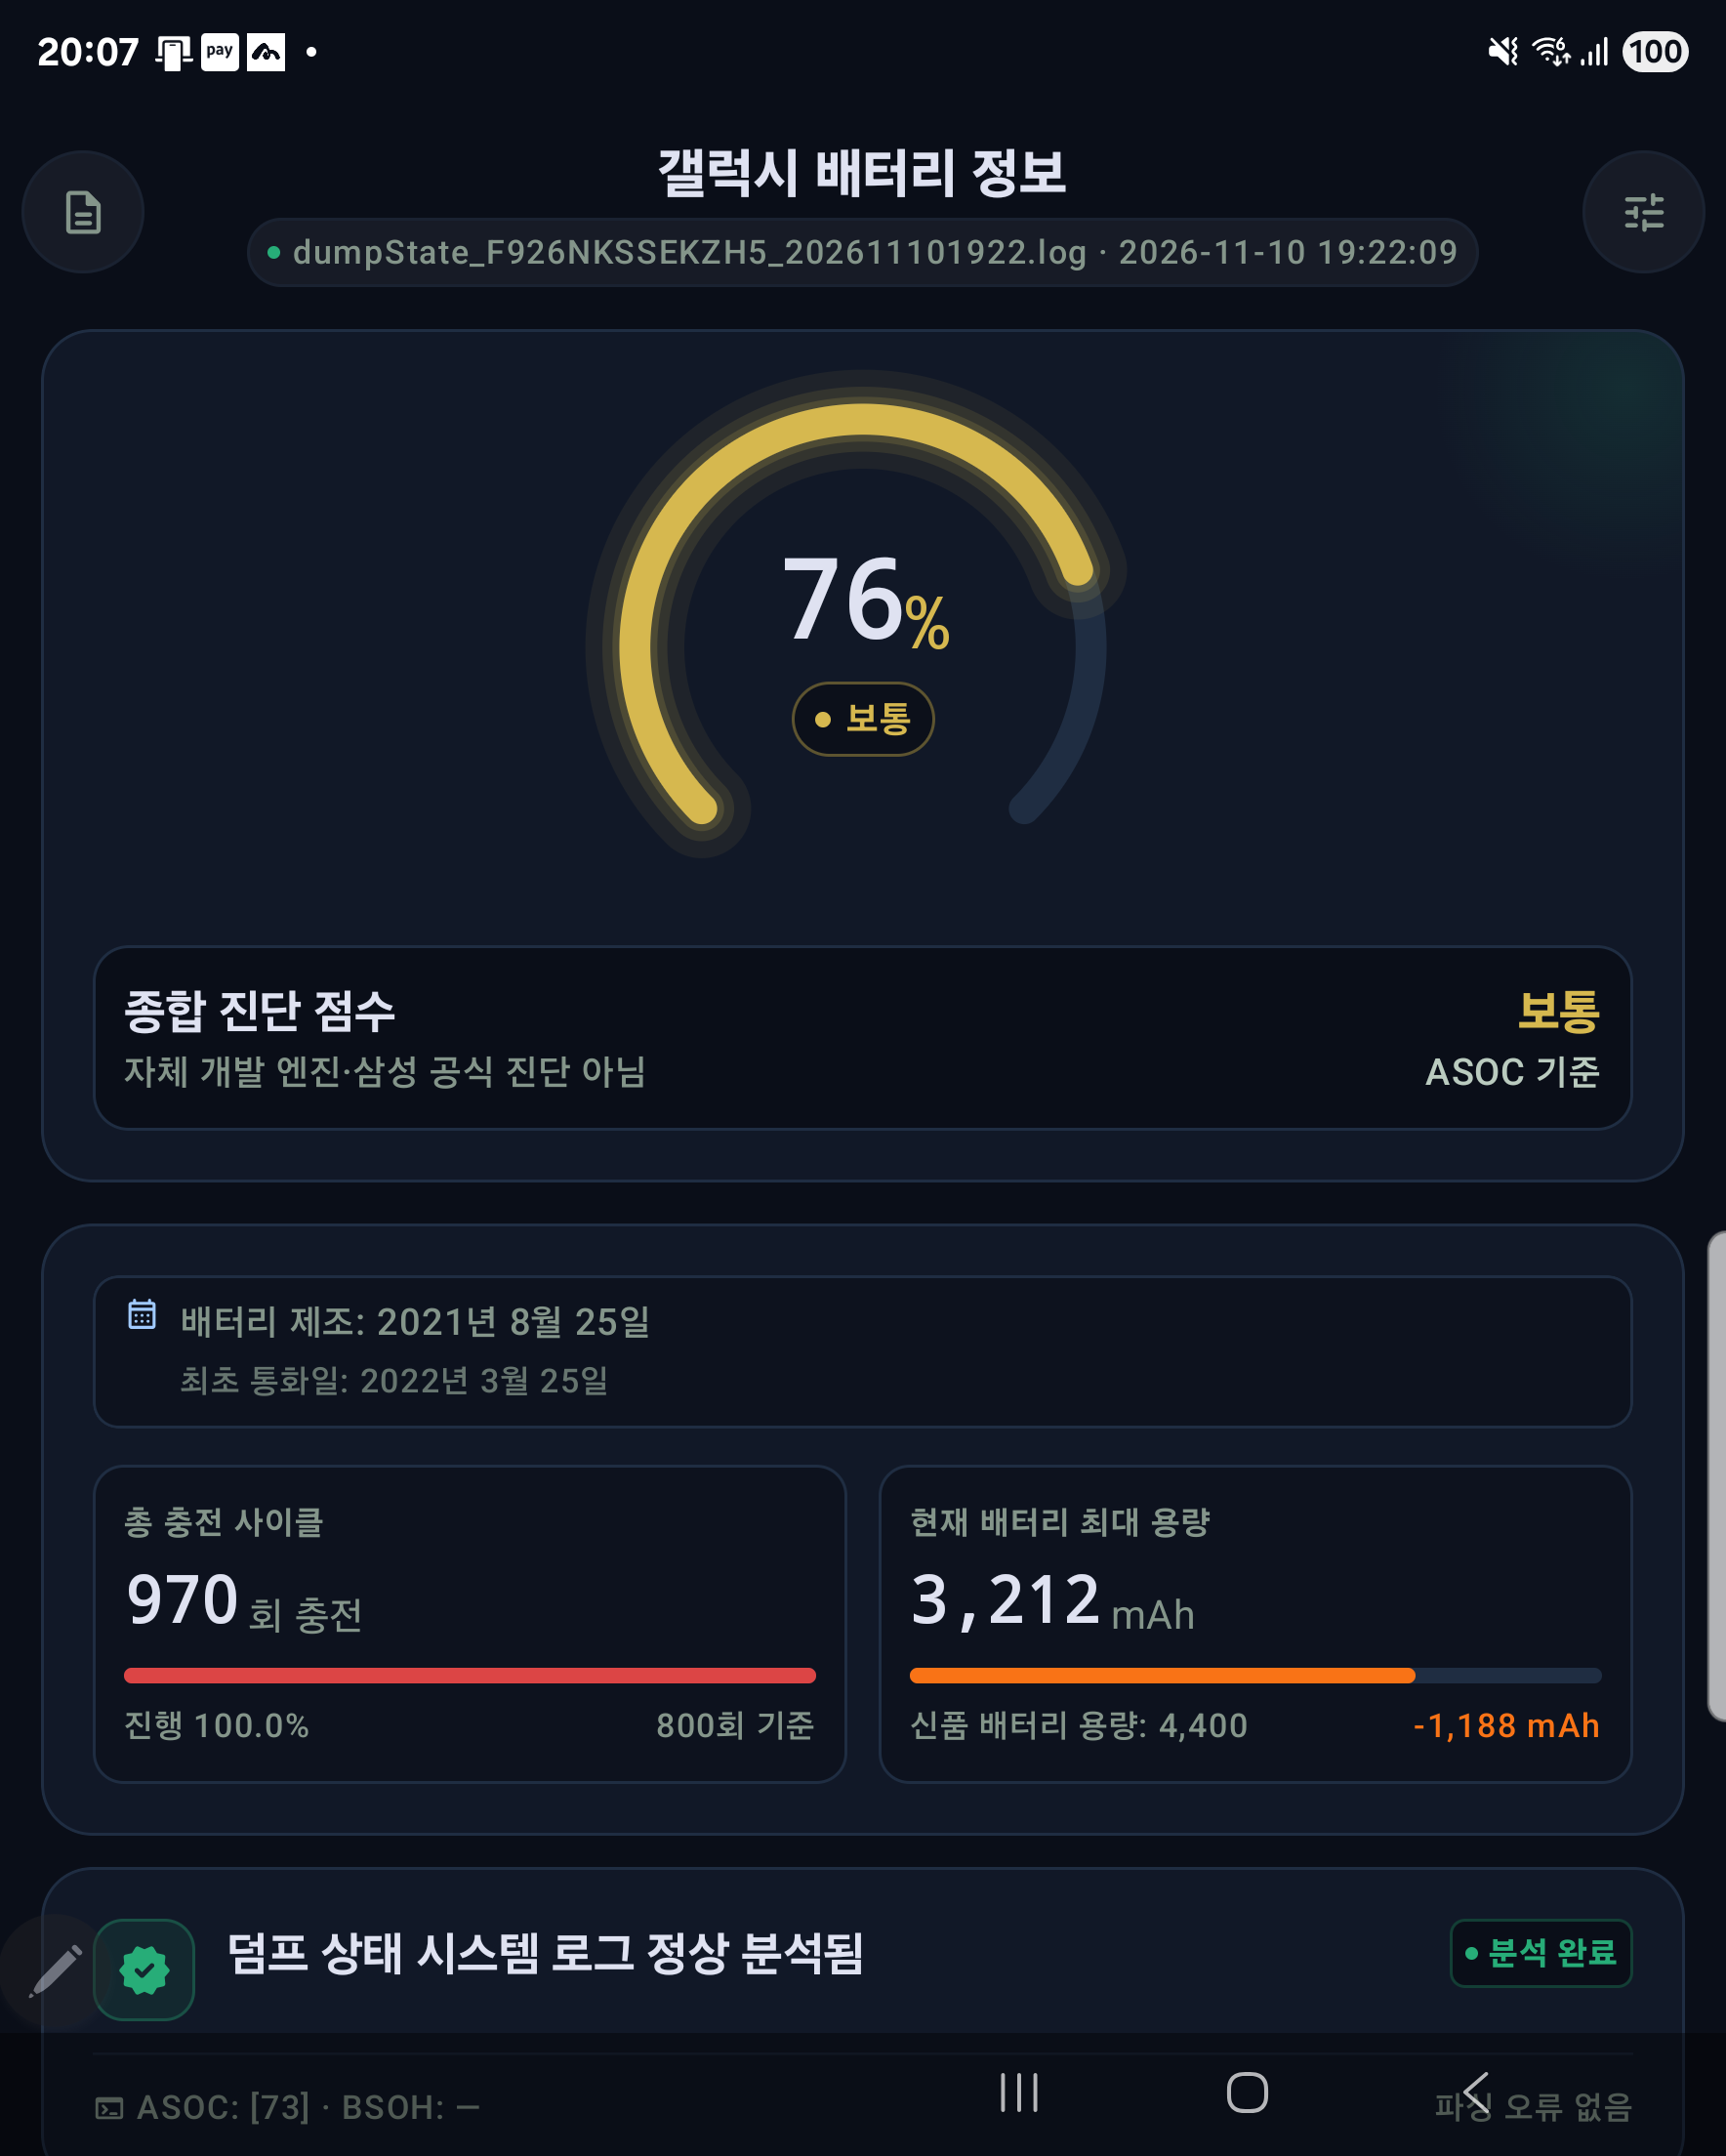 20:07 pay 6 100
갤럭시 배터리 정보
dumpState_F926NKSSEKZH5_202611101922.log · 2026-11-10 19:22:09
76%
보통
종합 진단 점수
보통
자체 개발 엔진·삼성 공식 진단 아님
ASOC 기준
배터리 제조: 2021년 8월 25일
최초 통화일: 2022년 3월 25일
총 충전 사이클
970 회 충전
진행 100.0%
800회 기준
현재 배터리 최대 용량
3,212 mAh
신품 배터리 용량: 4,400
-1,188 mAh
덤프 상태 시스템 로그 정상 분석됨
분석 완료
ASOC: [73] · BSOH: —
파싱 오류 없음